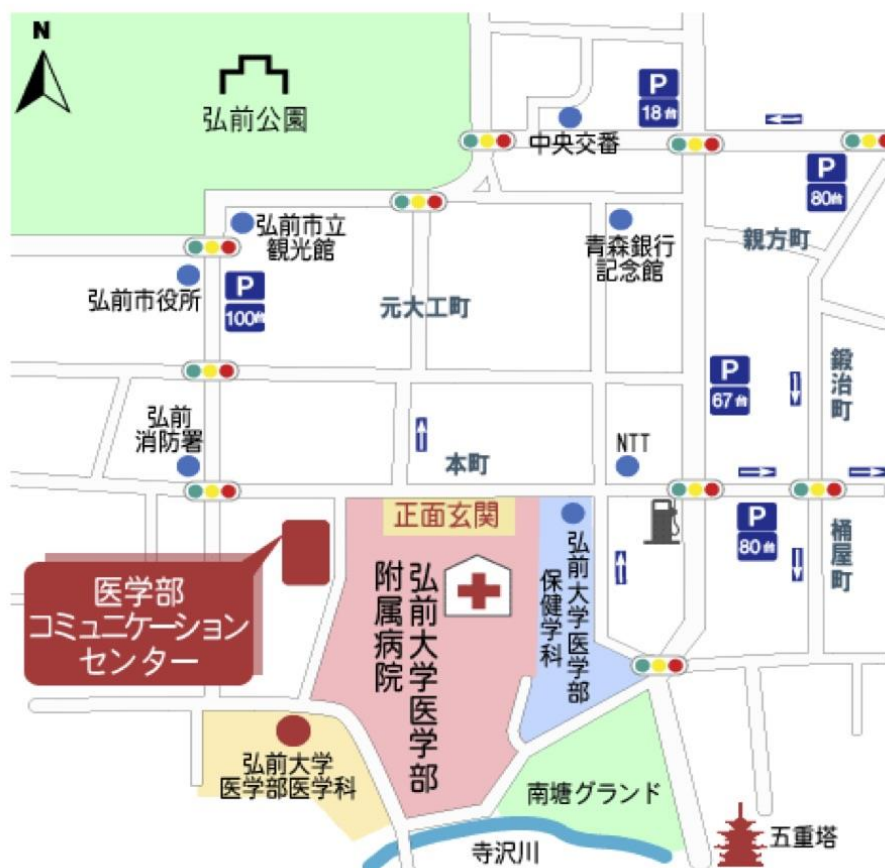 N
弘前公園
P
18台
中央交番
P
80台
弘前市立
観光館
青森銀行
記念館
親方町
弘前市役所
P
100台
元大工町
鍛治町
P
67台
弘前
消防署
本町
NTT
正面玄関
P
80台
桶屋町
医学部
コミュニケーション
センター
弘前大学医学部
附属病院
弘前大学医学部
保健学科
弘前大学
医学部医学科
南塘グランド
寺沢川
五重塔